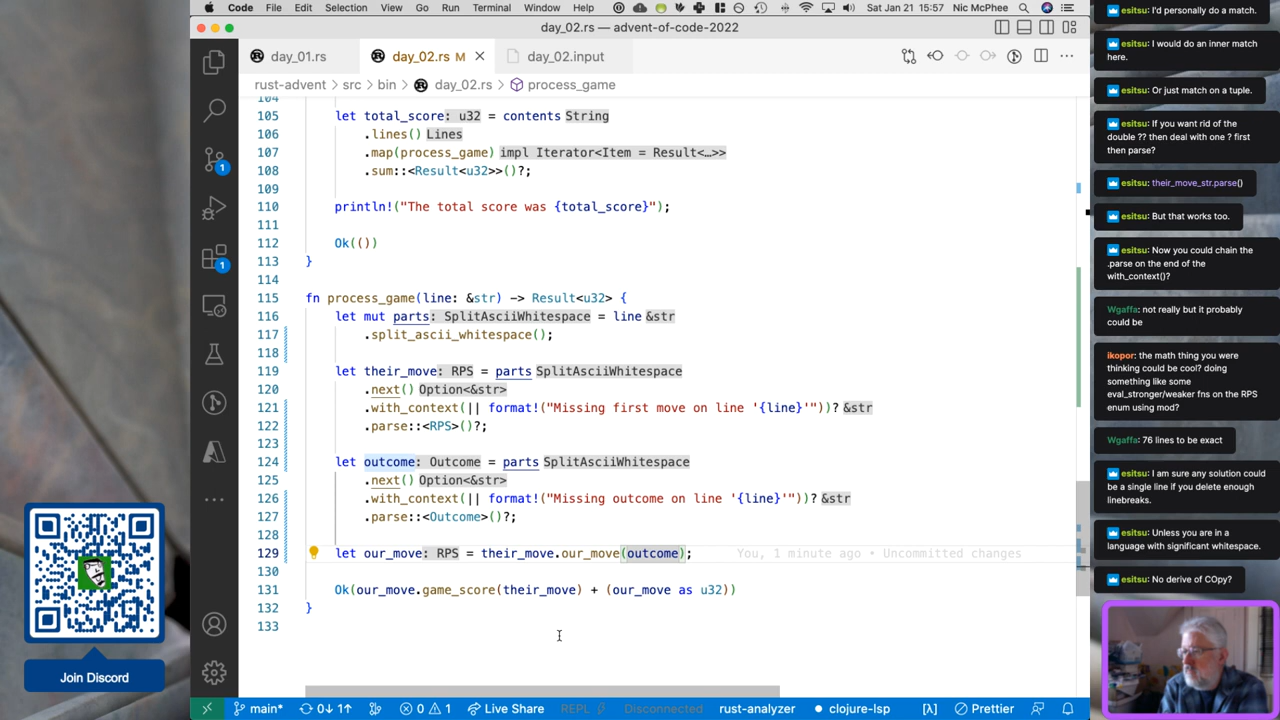 Code File Edit Selection View Go Run Terminal Window Help Sat Jan 21 15:57 Nic McPhee
day_02.rs — advent-of-code-2022
day_01.rs
day_02.rs M
day_02.input
rust-advent > src > bin > day_02.rs > process_game
104
105 let total_score: u32 = contents String
106 .lines() Lines
107 .map(process_game) impl Iterator<Item = Result<…>>
108 .sum::<Result<u32>>()?;
109
110 println!("The total score was {total_score}");
111
112 Ok(())
113 }
114
115 fn process_game(line: &str) -> Result<u32> {
116 let mut parts: SplitAsciiWhitespace = line &str
117 .split_ascii_whitespace();
118
119 let their_move: RPS = parts SplitAsciiWhitespace
120 .next() Option<&str>
121 .with_context(|| format!("Missing first move on line '{line}'"))? &str
122 .parse::<RPS>()?;
123
124 let outcome: Outcome = parts SplitAsciiWhitespace
125 .next() Option<&str>
126 .with_context(|| format!("Missing outcome on line '{line}'"))? &str
127 .parse::<Outcome>()?;
128
129 let our_move: RPS = their_move.our_move(outcome); You, 1 minute ago • Uncommitted changes
130
131 Ok(our_move.game_score(their_move) + (our_move as u32))
132 }
133
1
1
Join Discord
main* 0↓ 1↑ 0 1 Live Share REPL Disconnected rust-analyzer clojure-lsp [λ] Prettier
esitsu: I'd personally do a match.
esitsu: I would do an inner match
here.
esitsu: Or just match on a tuple.
esitsu: If you want rid of the
double ?? then deal with one ? first
then parse?
esitsu: their_move_str.parse()
esitsu: But that works too.
esitsu: Now you could chain the
.parse on the end of the
with_context()?
Wgaffa: not really but it probably
could be
ikopor: the math thing you were
thinking could be cool? doing
something like some
eval_stronger/weaker fns on the RPS
enum using mod?
Wgaffa: 76 lines to be exact
esitsu: I am sure any solution could
be a single line if you delete enough
linebreaks.
esitsu: Unless you are in a
language with significant whitespace.
esitsu: No derive of COpy?